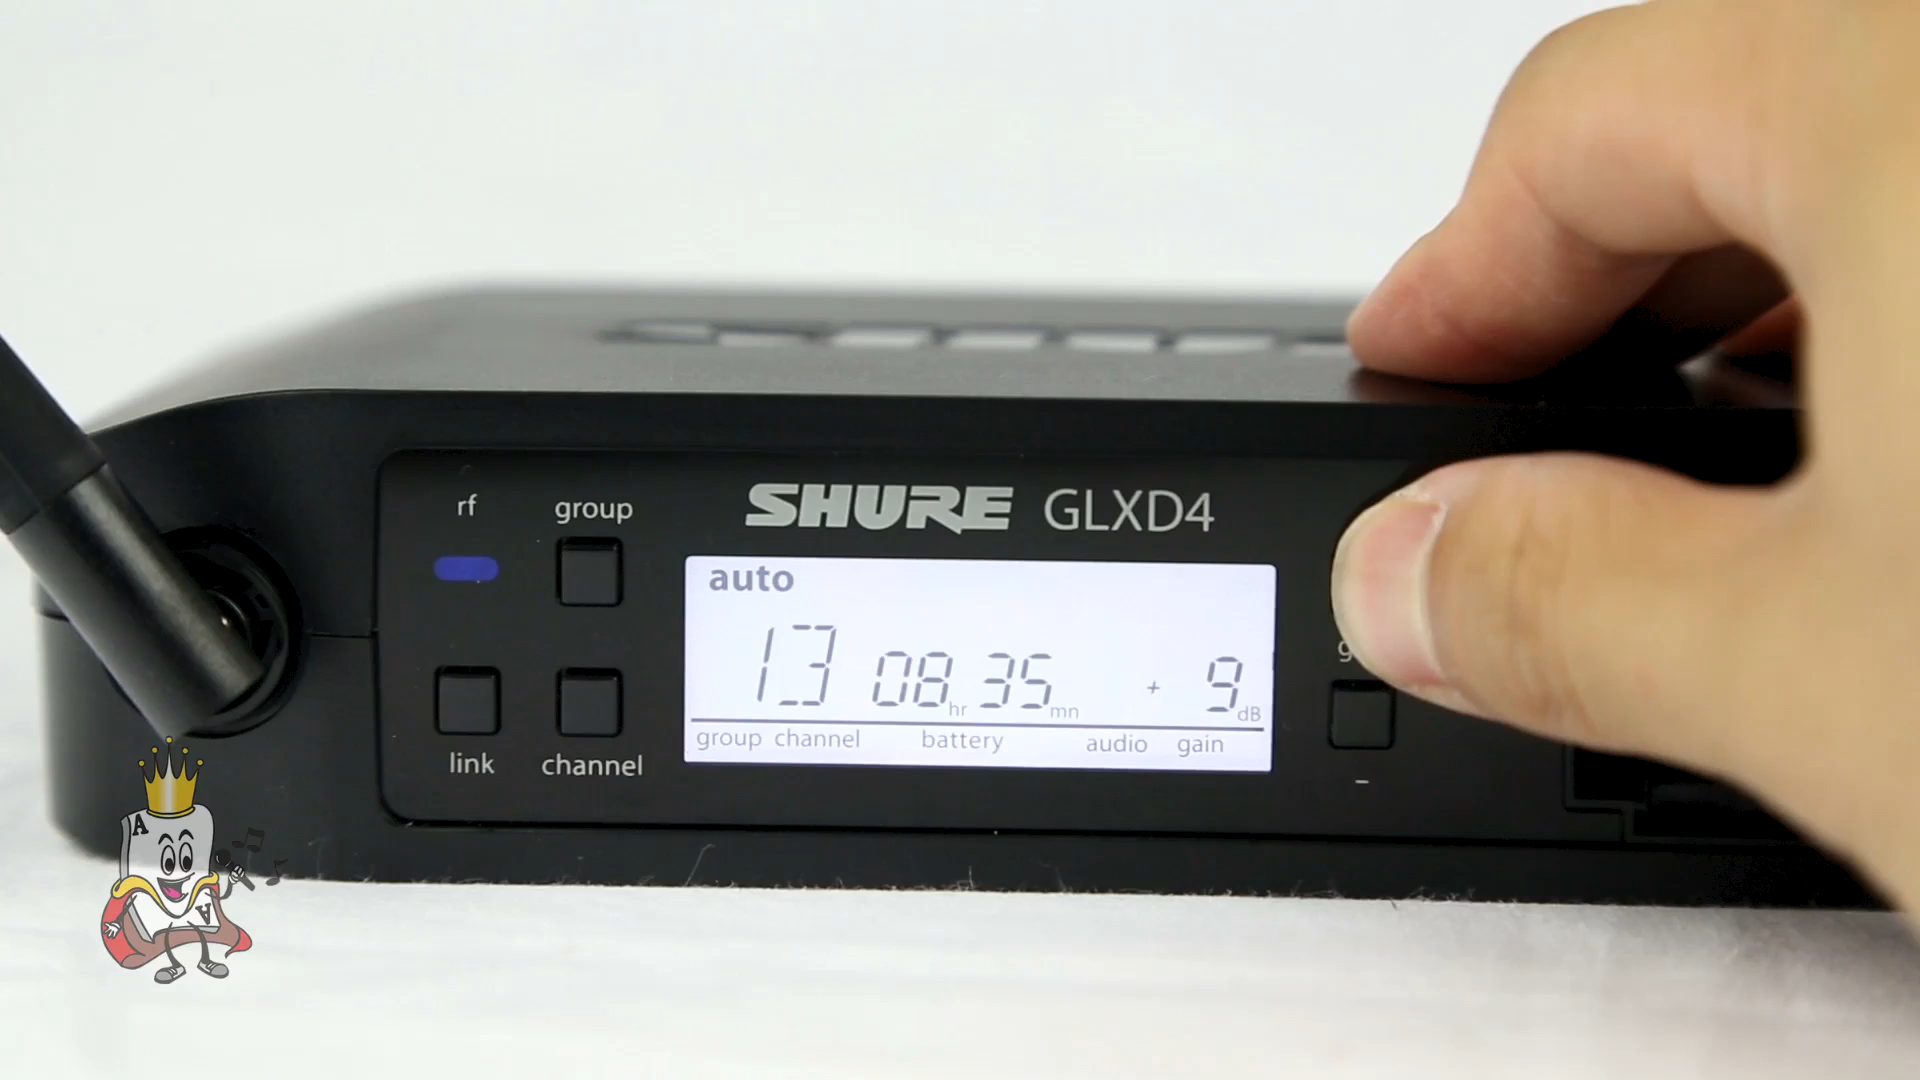 rf
group
SHURE GLXD4
auto
13 08 hr 35 mn + 9 dB
group channel battery audio gain
link
channel
-
A
A